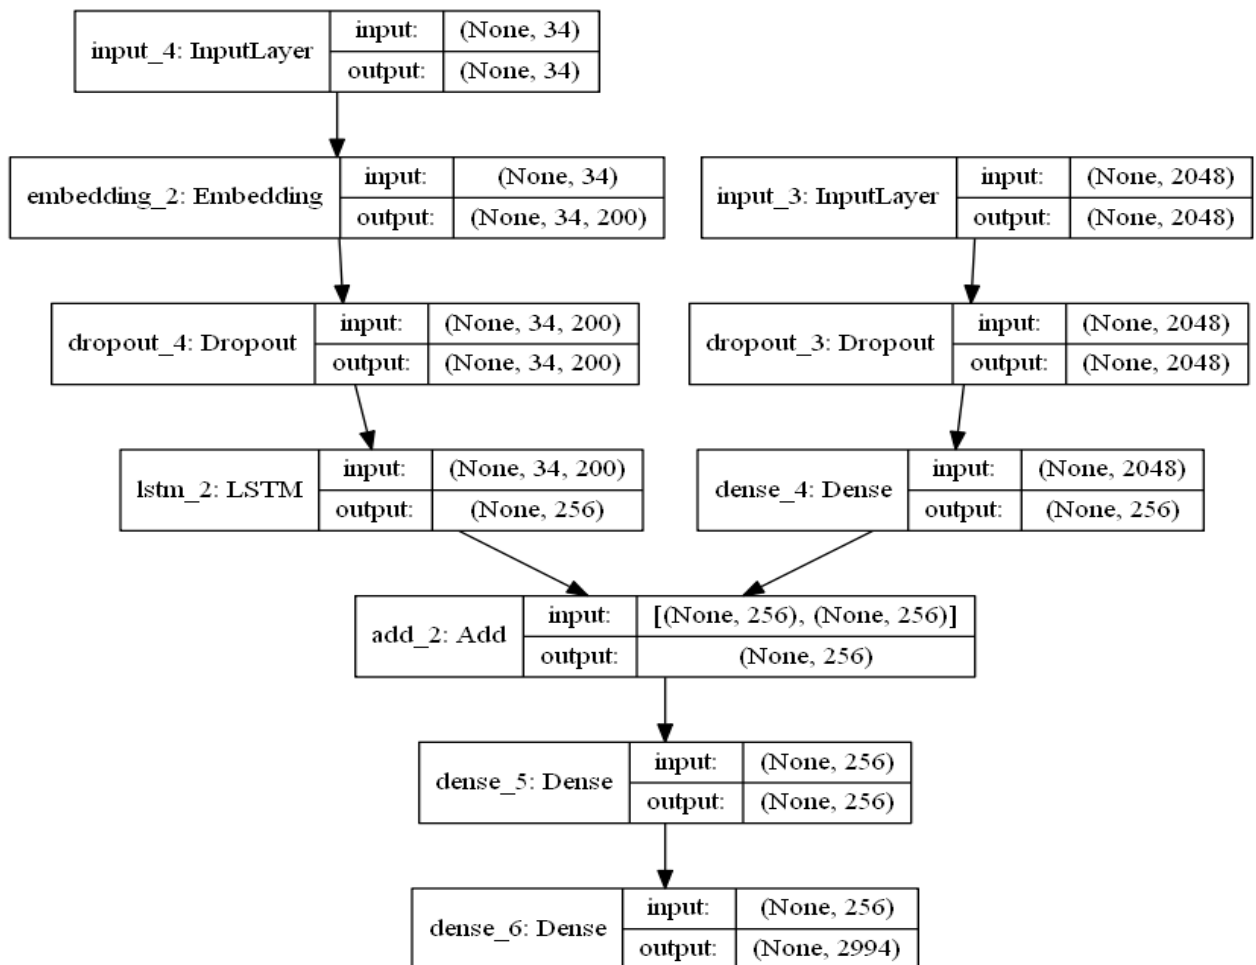 input_4: InputLayer
input: (None, 34)
output: (None, 34)
embedding_2: Embedding
input: (None, 34)
output: (None, 34, 200)
input_3: InputLayer
input: (None, 2048)
output: (None, 2048)
dropout_4: Dropout
input: (None, 34, 200)
output: (None, 34, 200)
dropout_3: Dropout
input: (None, 2048)
output: (None, 2048)
lstm_2: LSTM
input: (None, 34, 200)
output: (None, 256)
dense_4: Dense
input: (None, 2048)
output: (None, 256)
add_2: Add
input: [(None, 256), (None, 256)]
output: (None, 256)
dense_5: Dense
input: (None, 256)
output: (None, 256)
dense_6: Dense
input: (None, 256)
output: (None, 2994)